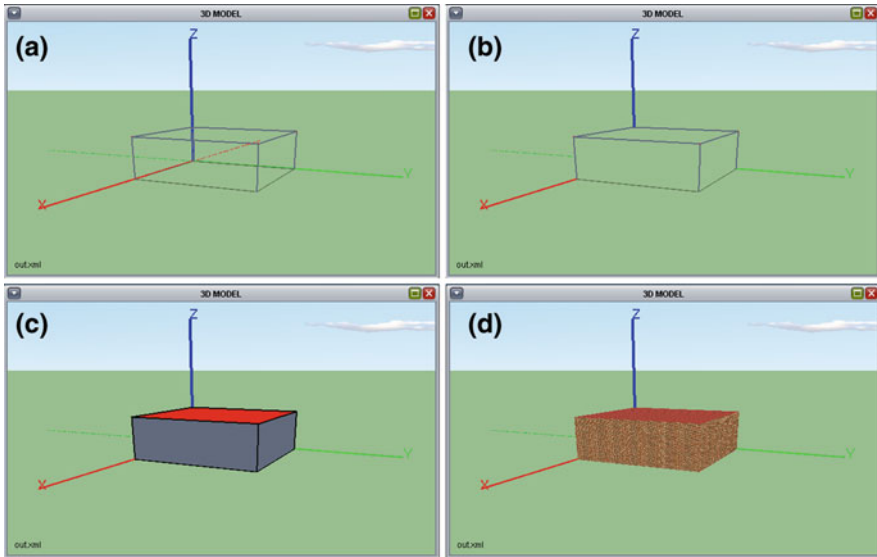 3D MODEL
(a)
Z
X
Y
out.xml
3D MODEL
(b)
Z
X
Y
out.xml
3D MODEL
(c)
Z
X
Y
out.xml
3D MODEL
(d)
Z
X
Y
out.xml